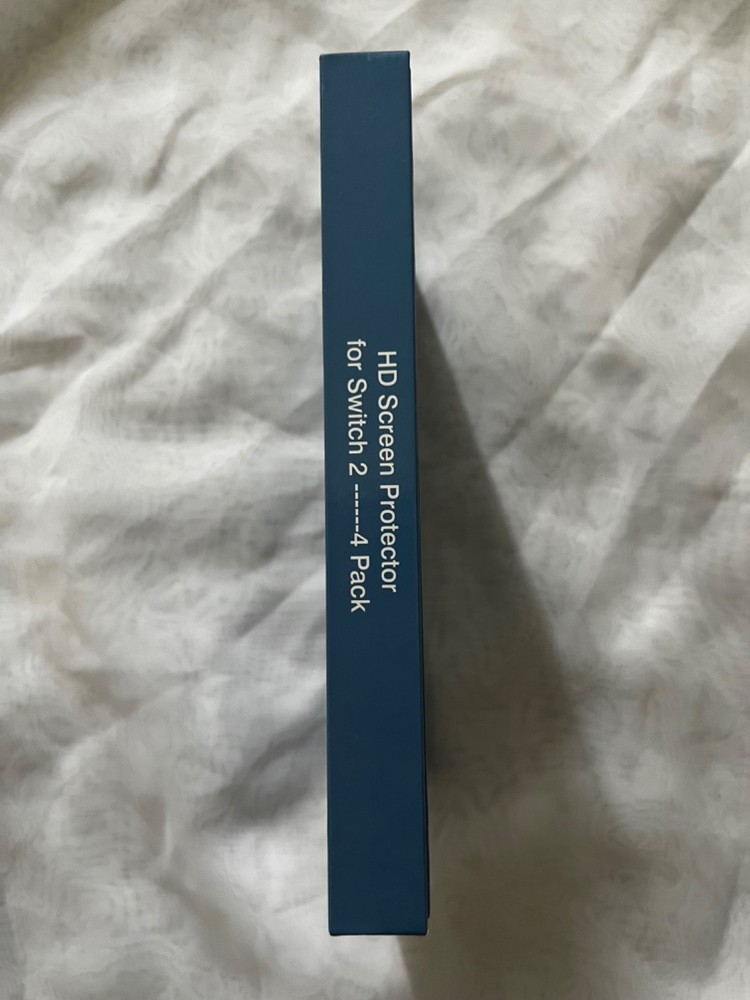 HD Screen Protector
for Switch 2 ------4 Pack